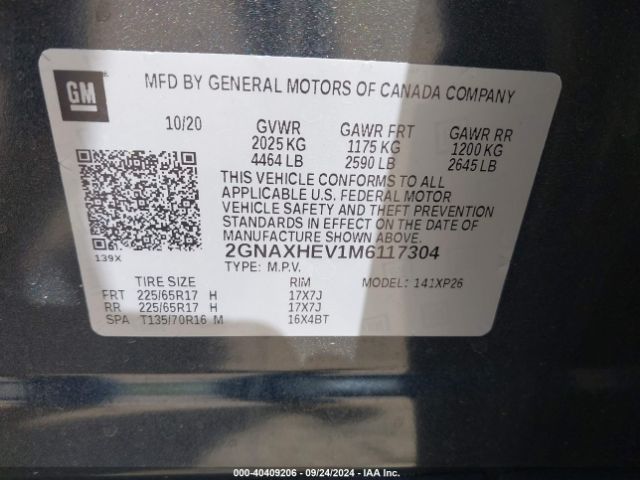 GM
MFD BY GENERAL MOTORS OF CANADA COMPANY
10/20 GVWR GAWR FRT GAWR RR
2025 KG 1175 KG 1200 KG
4464 LB 2590 LB 2645 LB
THIS VEHICLE CONFORMS TO ALL
APPLICABLE U.S. FEDERAL MOTOR
VEHICLE SAFETY AND THEFT PREVENTION
STANDARDS IN EFFECT ON THE DATE OF
MANUFACTURE SHOWN ABOVE.
139X 2GNAXHEV1M6117304
TYPE: M.P.V. MODEL: 141XP26
TIRE SIZE RIM
FRT 225/65R17 H 17X7J
RR 225/65R17 H 17X7J
SPA T135/70R16 M 16X4BT
000-40409206 - 09/24/2024 - IAA Inc.